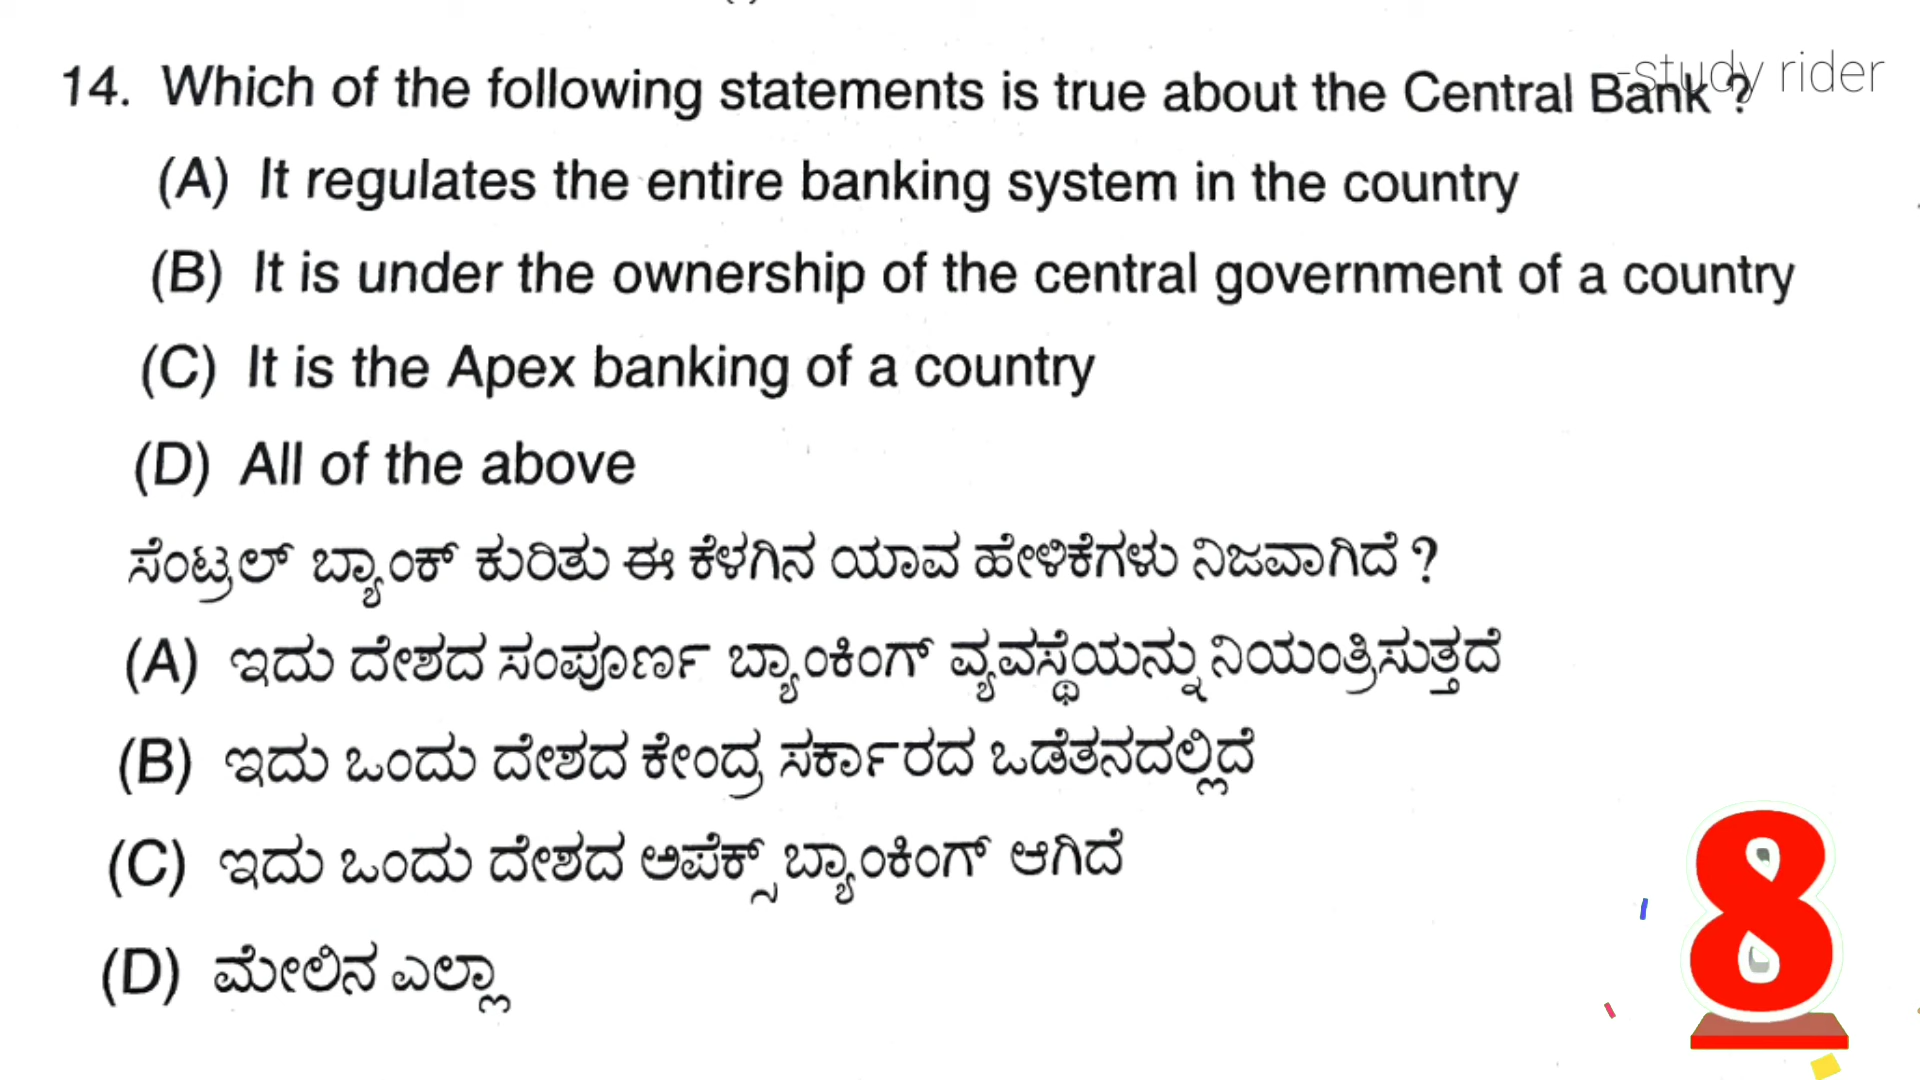 -study rider
14. Which of the following statements is true about the Central Bank ?
(A) It regulates the entire banking system in the country
(B) It is under the ownership of the central government of a country
(C) It is the Apex banking of a country
(D) All of the above
ಸೆಂಟ್ರಲ್ ಬ್ಯಾಂಕ್ ಕುರಿತು ಈ ಕೆಳಗಿನ ಯಾವ ಹೇಳಿಕೆಗಳು ನಿಜವಾಗಿದೆ ?
(A) ಇದು ದೇಶದ ಸಂಪೂರ್ಣ ಬ್ಯಾಂಕಿಂಗ್ ವ್ಯವಸ್ಥೆಯನ್ನು ನಿಯಂತ್ರಿಸುತ್ತದೆ
(B) ಇದು ಒಂದು ದೇಶದ ಕೇಂದ್ರ ಸರ್ಕಾರದ ಒಡೆತನದಲ್ಲಿದೆ
(C) ಇದು ಒಂದು ದೇಶದ ಅಪೆಕ್ಸ್ ಬ್ಯಾಂಕಿಂಗ್ ಆಗಿದೆ
(D) ಮೇಲಿನ ಎಲ್ಲಾ
8